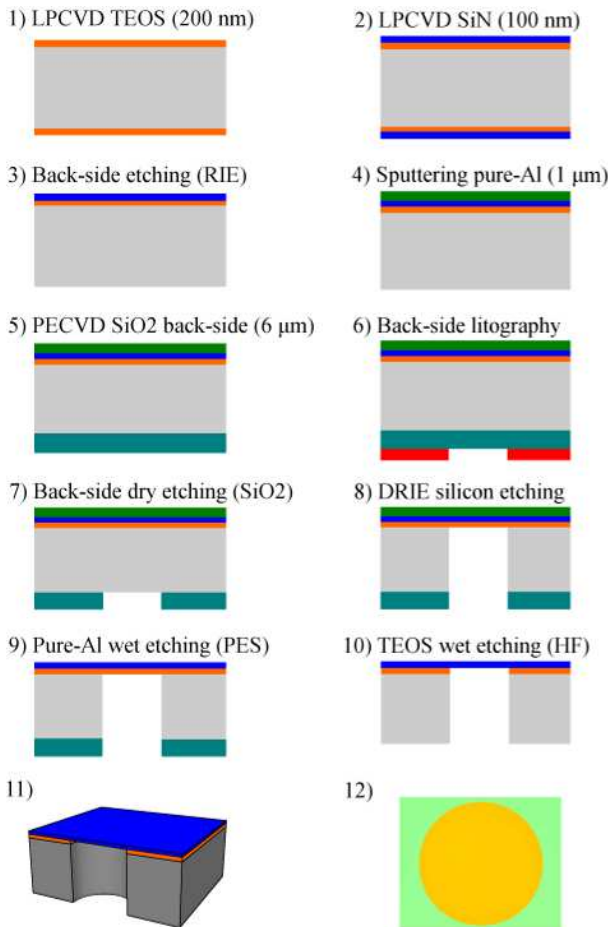 1) LPCVD TEOS (200 nm)
2) LPCVD SiN (100 nm)
3) Back-side etching (RIE)
4) Sputtering pure-Al (1 μm)
5) PECVD SiO2 back-side (6 μm)
6) Back-side litography
7) Back-side dry etching (SiO2)
8) DRIE silicon etching
9) Pure-Al wet etching (PES)
10) TEOS wet etching (HF)
11)
12)